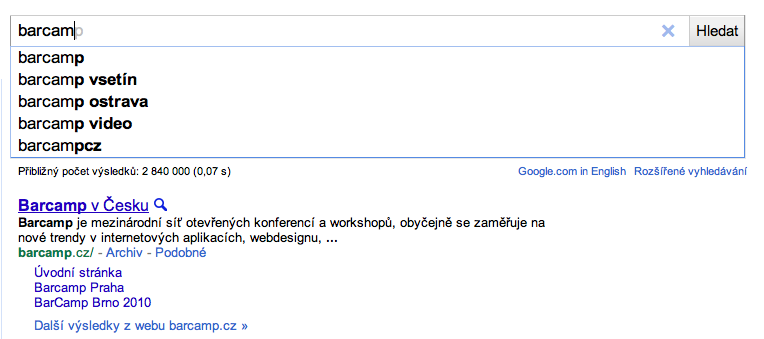 barcamp
Hledat
barcamp
barcamp vsetín
barcamp ostrava
barcamp video
barcampcz
Přibližný počet výsledků: 2 840 000 (0,07 s)
Google.com in English Rozšířené vyhledávání
Barcamp v Česku
Barcamp je mezinárodní síť otevřených konferencí a workshopů, obyčejně se zaměřuje na
nové trendy v internetových aplikacích, webdesignu, ...
barcamp.cz/ - Archiv - Podobné
Úvodní stránka
Barcamp Praha
BarCamp Brno 2010
Další výsledky z webu barcamp.cz »